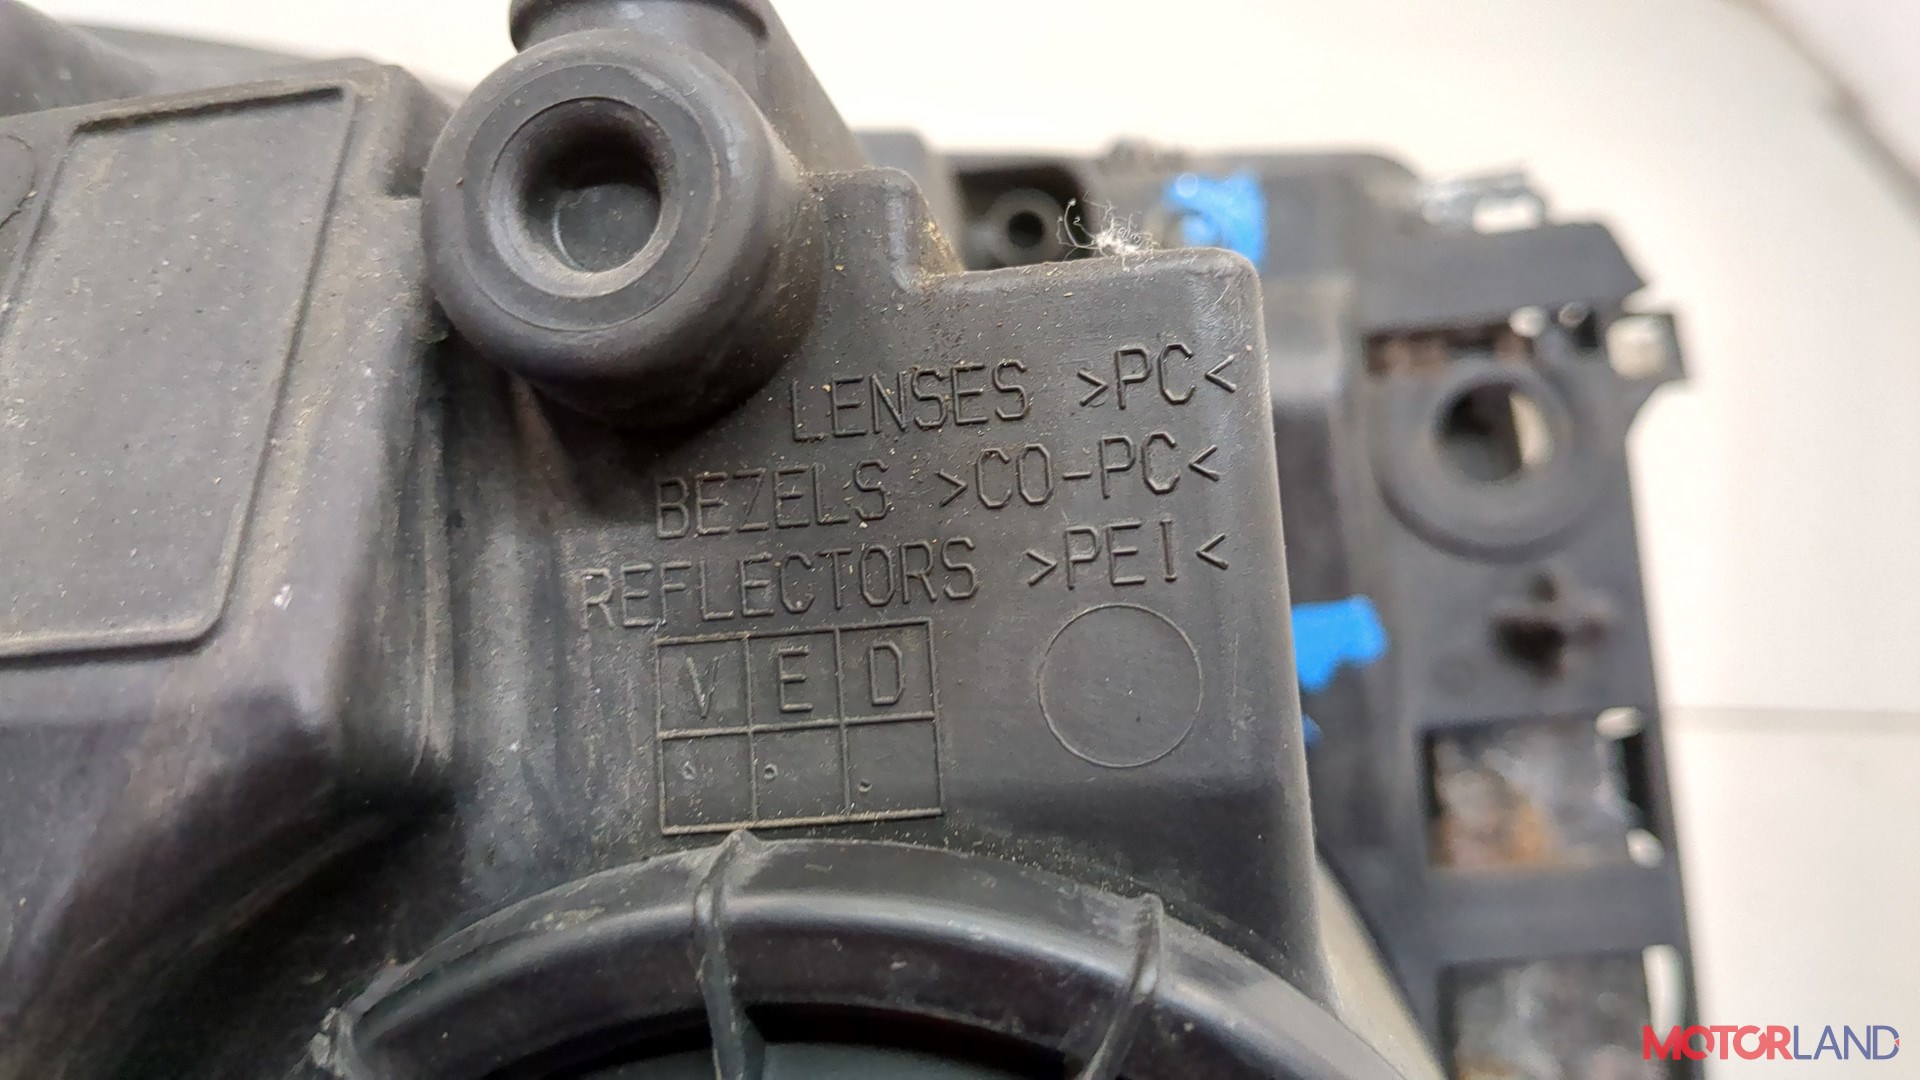 LENSES >PC<
BEZELS >CO-PC<
REFLECTORS >PEI<
V E D
MOTORLAND